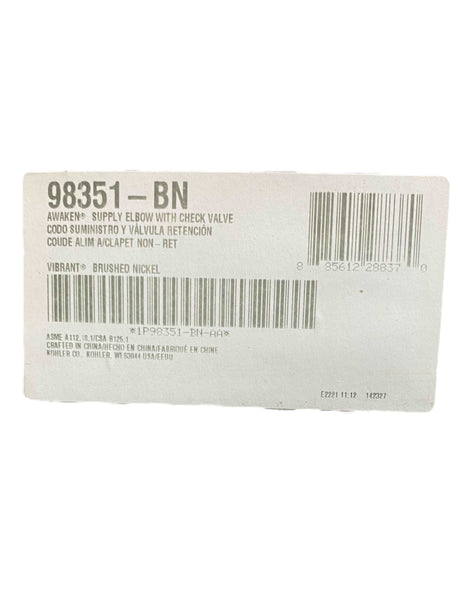 98351-BN
AWAKEN® SUPPLY ELBOW WITH CHECK VALVE
CODO SUMINISTRO Y VÁLVULA RETENCIÓN
COUDE ALIM A/CLAPET NON-RET
8 85612 28837 0
VIBRANT® BRUSHED NICKEL
*1P98351-BN-AA*
ASME A112.18.1/CSA B125.1
CRAFTED IN CHINA/HECHO EN CHINA/FABRIQUÉ EN CHINE
KOHLER CO., KOHLER, WI 53044 USA/EEUU
E2221 11:12 142327